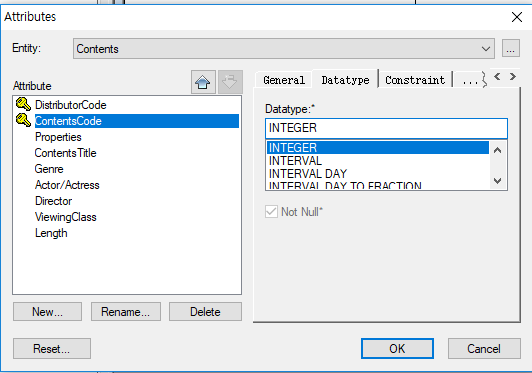 Attributes
Entity:
Contents
...
Attribute
DistributorCode
ContentsCode
Properties
ContentsTitle
Genre
Actor/Actress
Director
ViewingClass
Length
New...
Rename...
Delete
General
Datatype
Constraint
...
Datatype:*
INTEGER
INTEGER
INTERVAL
INTERVAL DAY
INTERVAL DAY TO FRACTION
Not Null*
Reset...
OK
Cancel